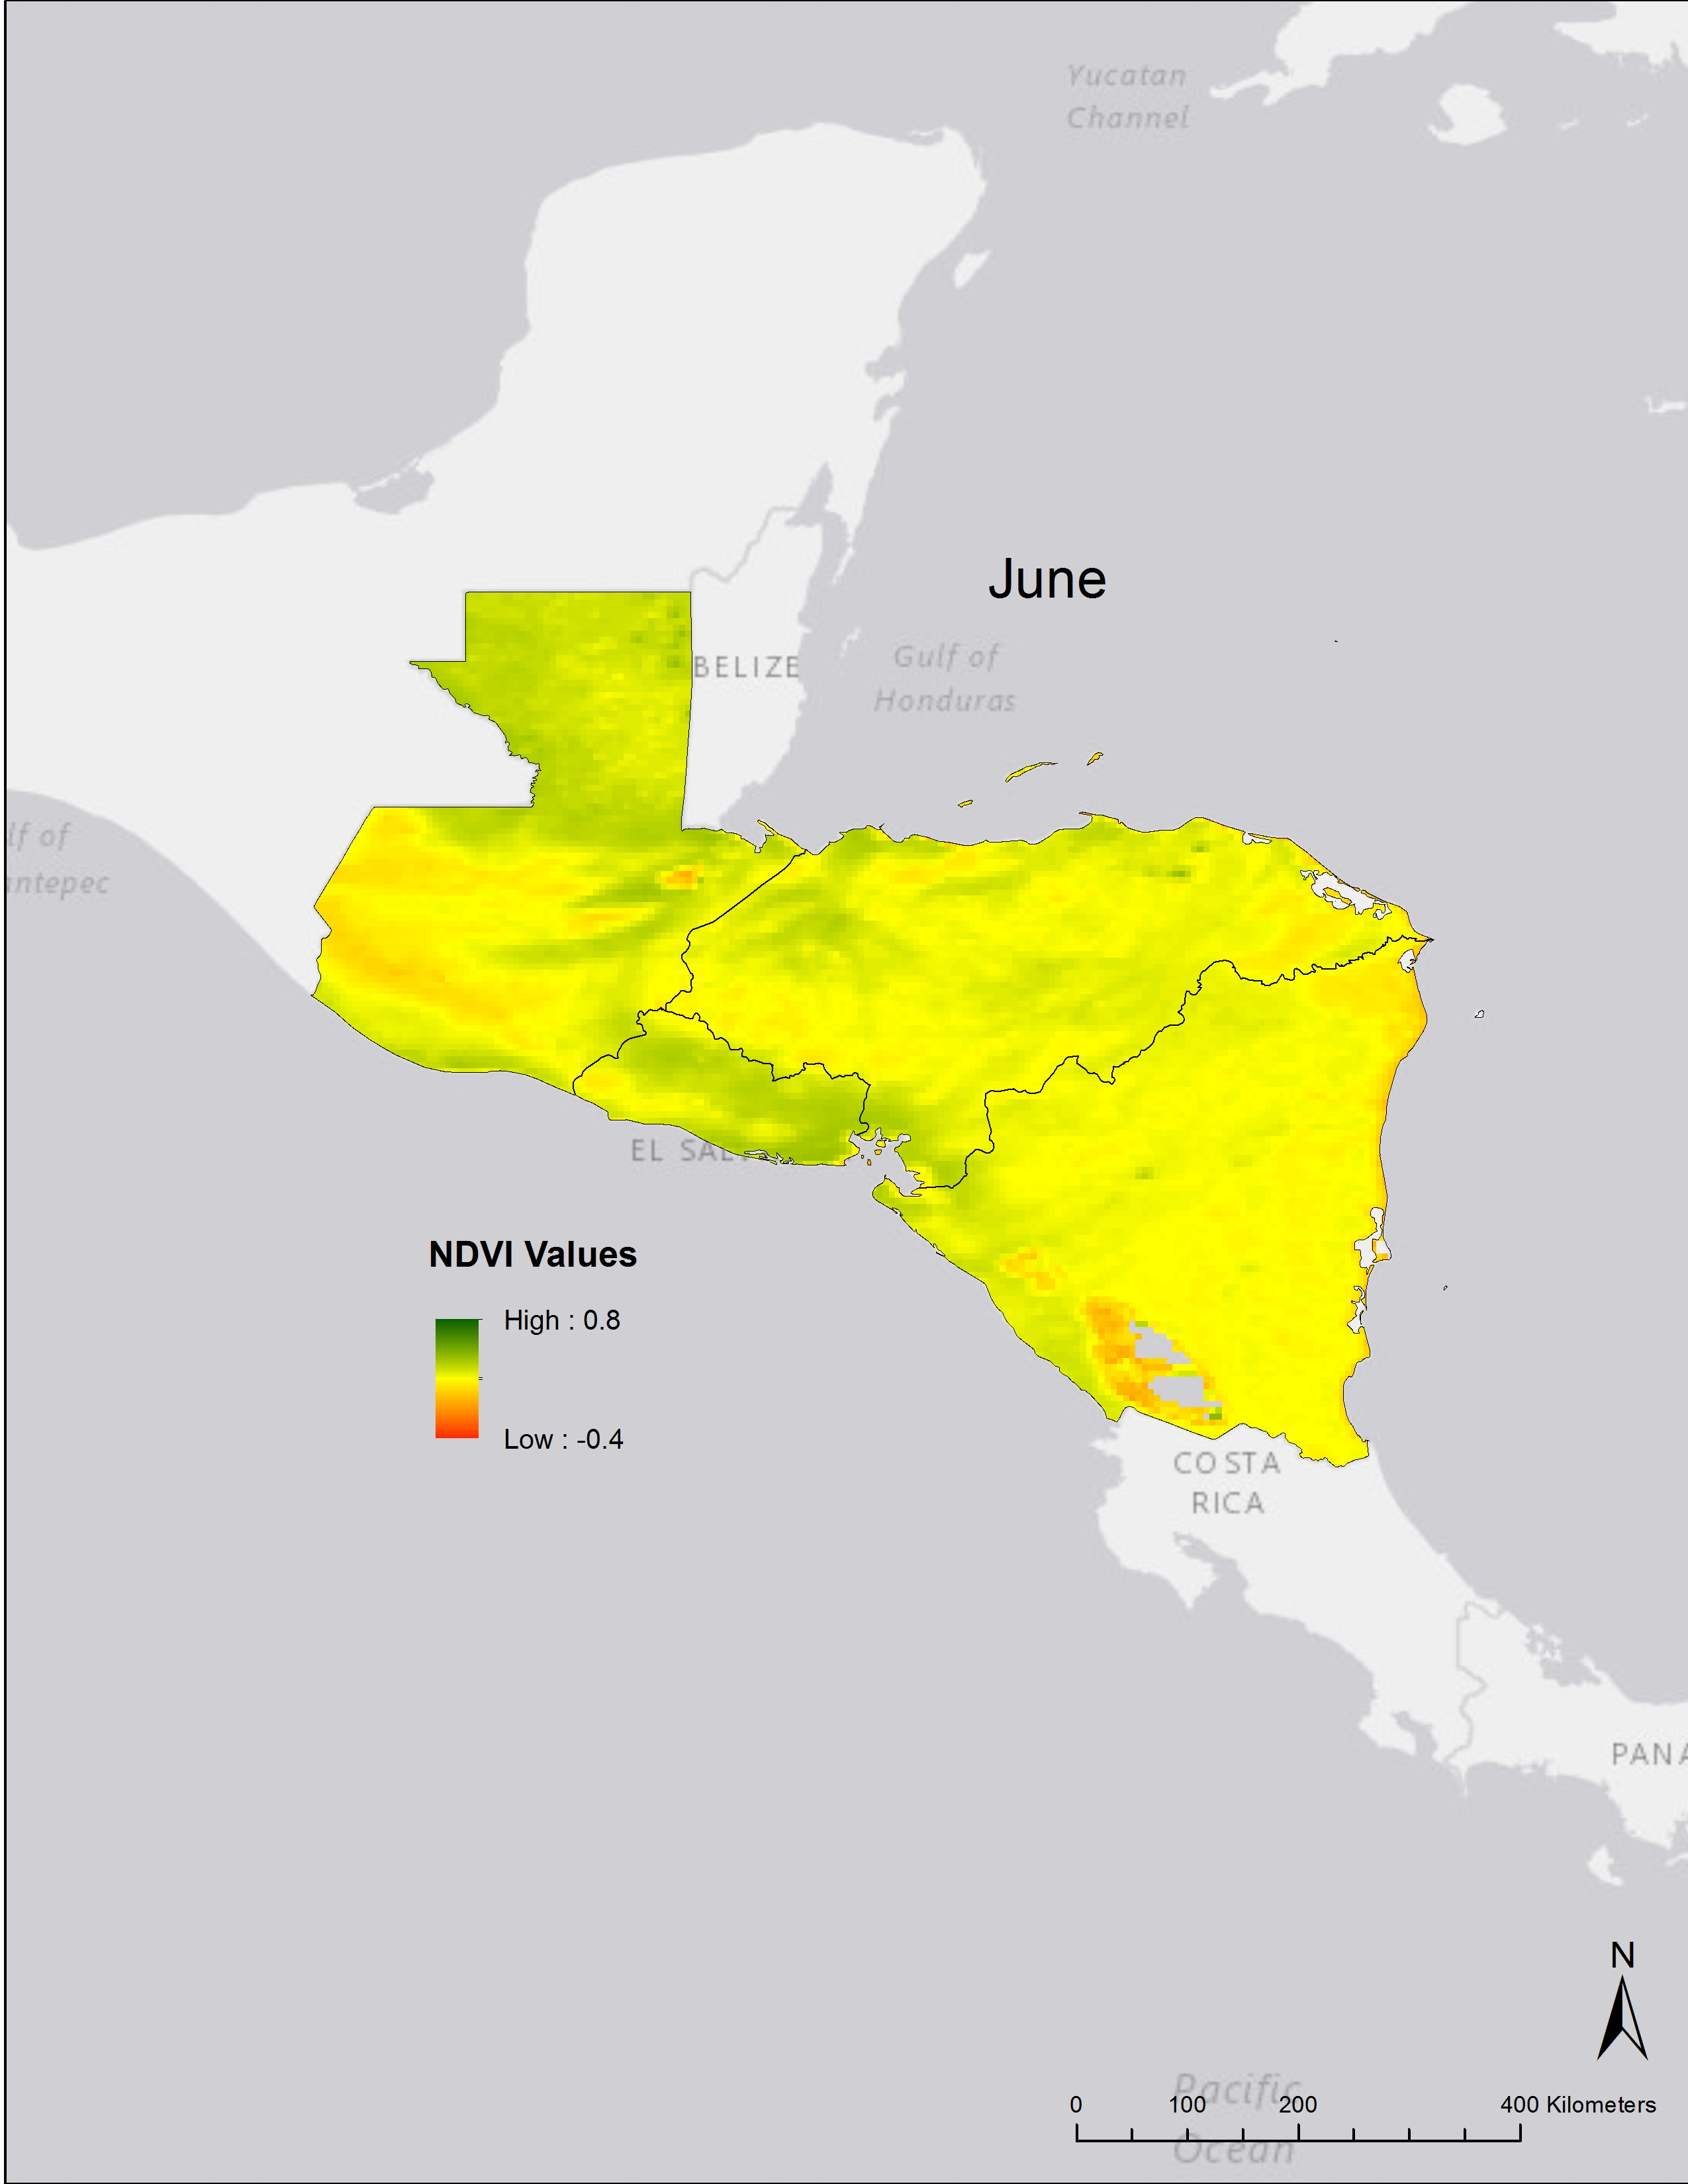 Yucatan
Channel
June
Gulf of
Honduras
BELIZE
lf of
antepec
EL SAL
NDVI Values
High : 0.8
Low : -0.4
COSTA
RICA
PANA
N
Pacific
Ocean
0 100 200 400 Kilometers